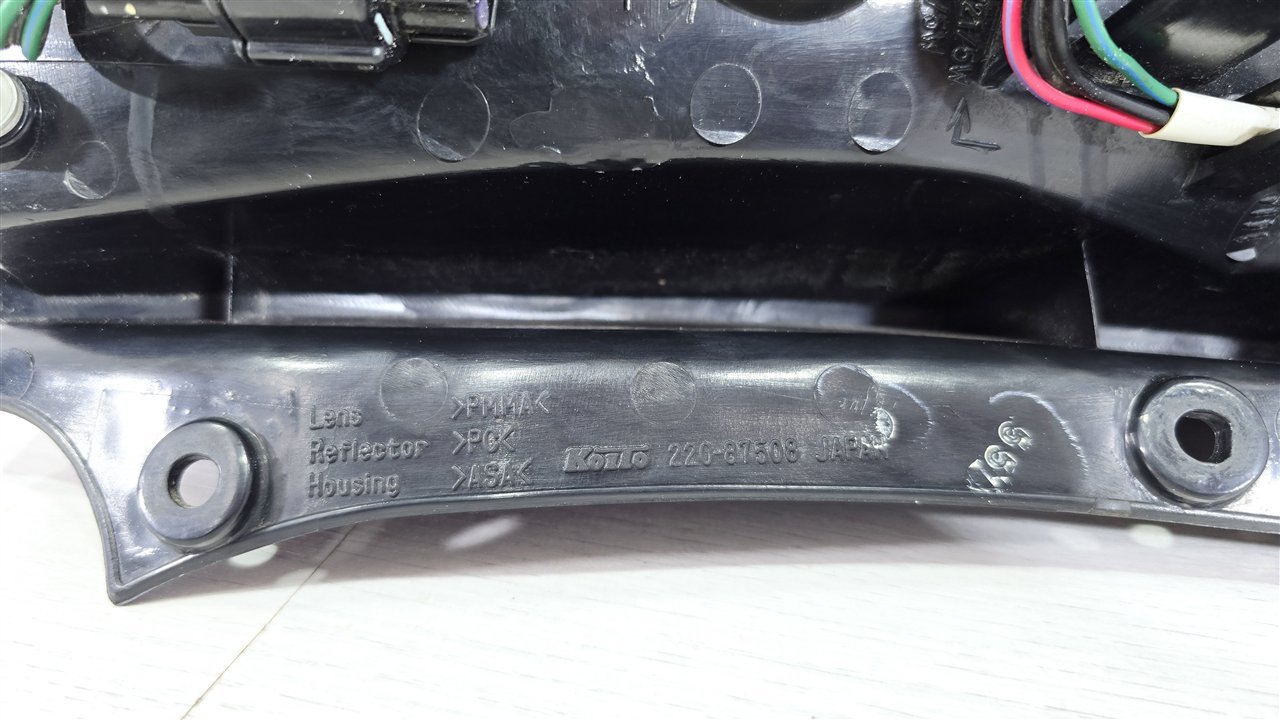 Lens >PMMA<
Reflector >PC<
Housing >ASA<
KOITO 220-87508 JAPAN